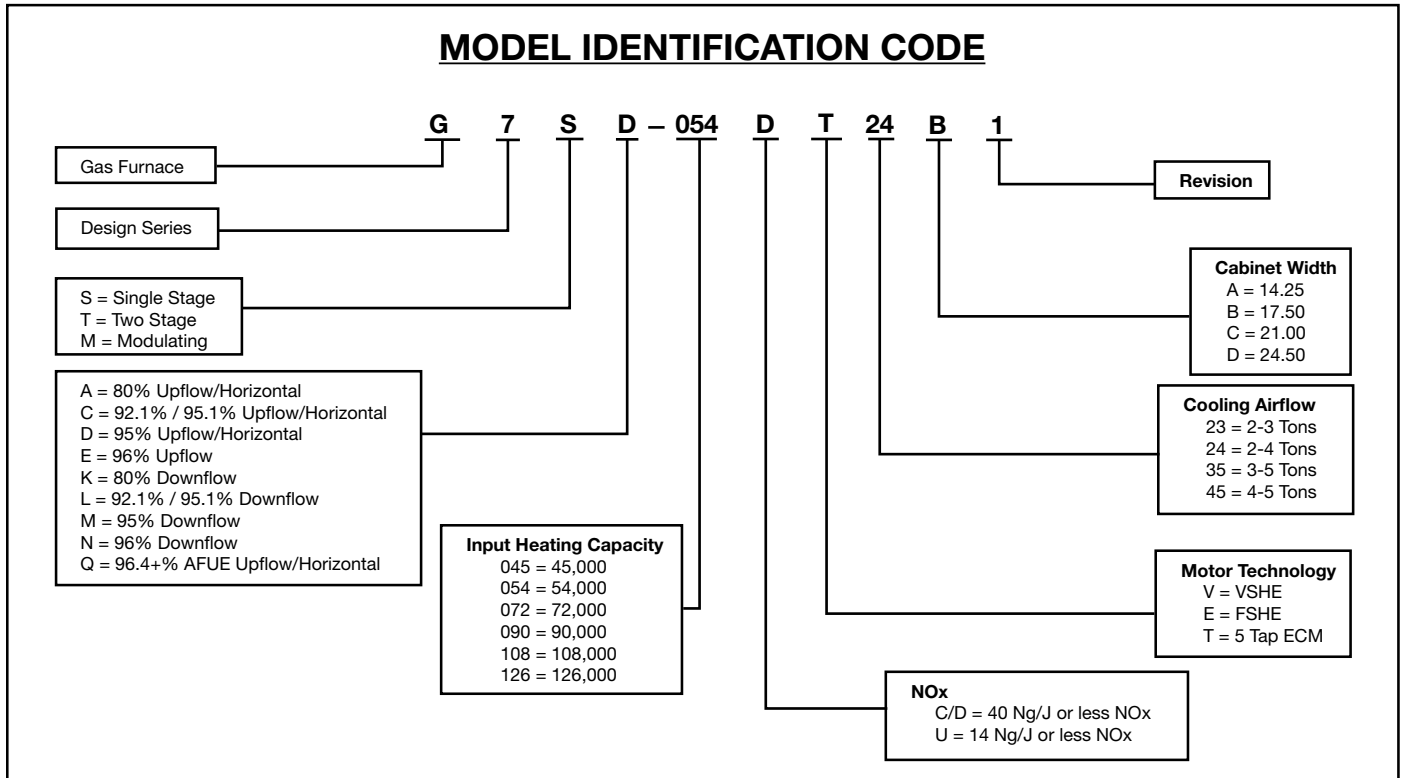 MODEL IDENTIFICATION CODE
G 7 S D – 054 D T 24 B 1
Gas Furnace
Design Series
S = Single Stage
T = Two Stage
M = Modulating
A = 80% Upflow/Horizontal
C = 92.1% / 95.1% Upflow/Horizontal
D = 95% Upflow/Horizontal
E = 96% Upflow
K = 80% Downflow
L = 92.1% / 95.1% Downflow
M = 95% Downflow
N = 96% Downflow
Q = 96.4+% AFUE Upflow/Horizontal
Input Heating Capacity
045 = 45,000
054 = 54,000
072 = 72,000
090 = 90,000
108 = 108,000
126 = 126,000
Revision
Cabinet Width
A = 14.25
B = 17.50
C = 21.00
D = 24.50
Cooling Airflow
23 = 2-3 Tons
24 = 2-4 Tons
35 = 3-5 Tons
45 = 4-5 Tons
Motor Technology
V = VSHE
E = FSHE
T = 5 Tap ECM
NOx
C/D = 40 Ng/J or less NOx
U = 14 Ng/J or less NOx